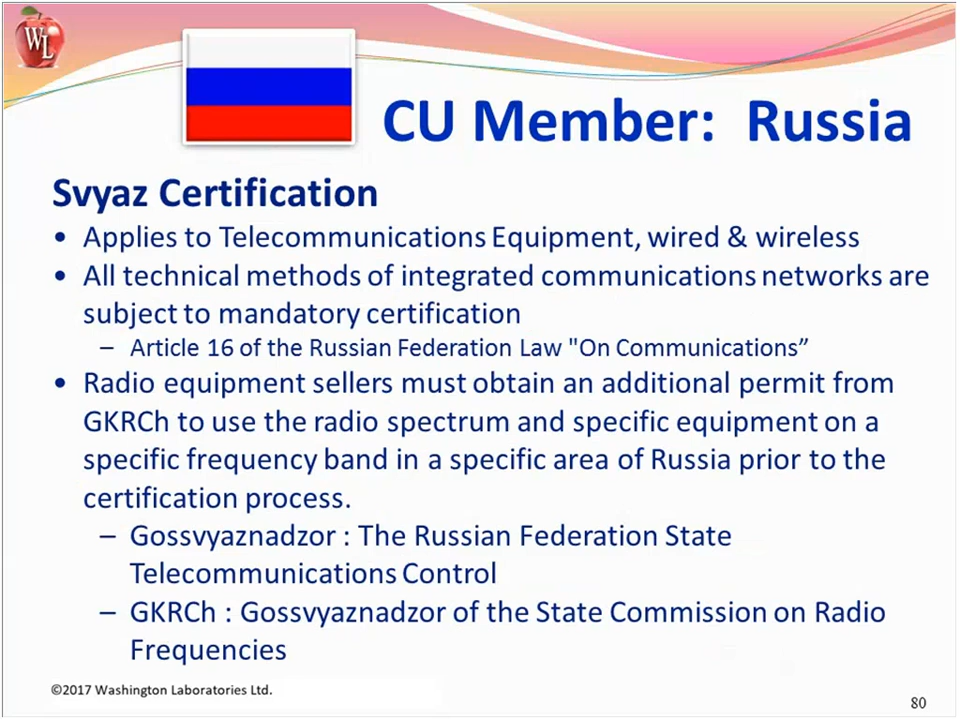 WL
CU Member: Russia
Svyaz Certification
• Applies to Telecommunications Equipment, wired & wireless
• All technical methods of integrated communications networks are
subject to mandatory certification
– Article 16 of the Russian Federation Law "On Communications”
• Radio equipment sellers must obtain an additional permit from
GKRCh to use the radio spectrum and specific equipment on a
specific frequency band in a specific area of Russia prior to the
certification process.
– Gossvyaznadzor : The Russian Federation State
Telecommunications Control
– GKRCh : Gossvyaznadzor of the State Commission on Radio
Frequencies
©2017 Washington Laboratories Ltd.
80